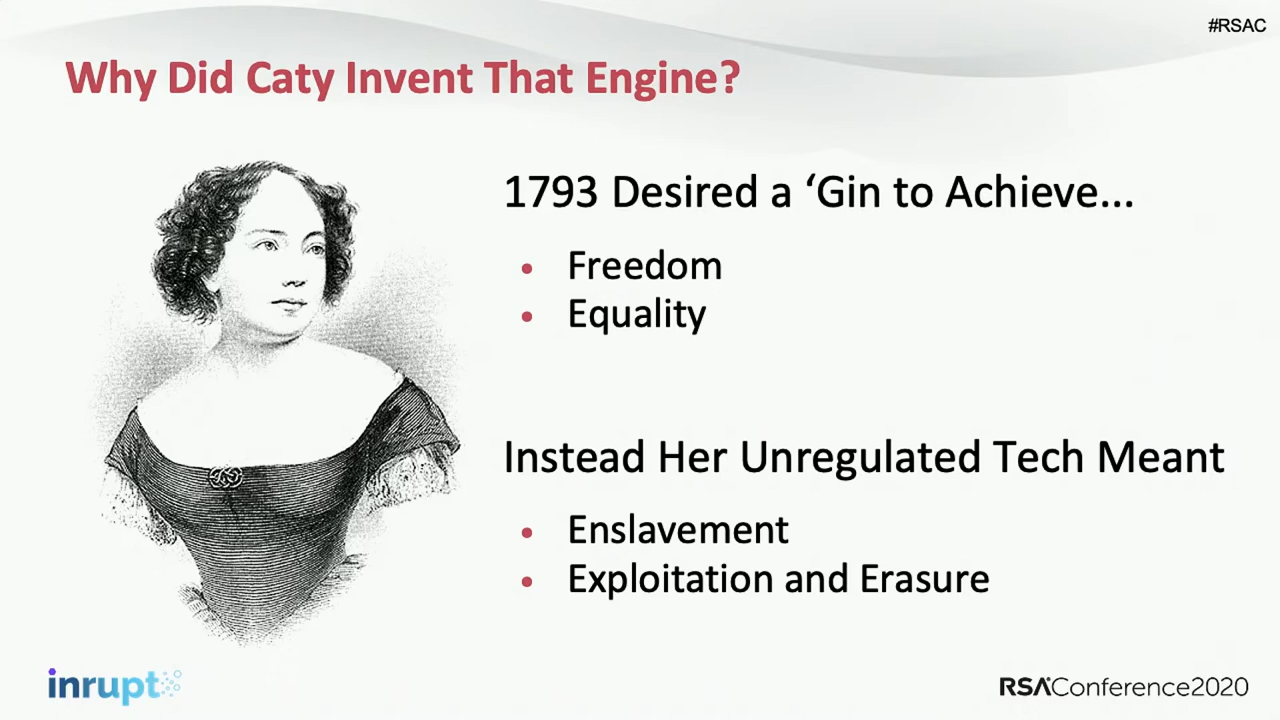 #RSAC
Why Did Caty Invent That Engine?
1793 Desired a ‘Gin to Achieve...
• Freedom
• Equality
Instead Her Unregulated Tech Meant
• Enslavement
• Exploitation and Erasure
inrupt
RSAConference2020